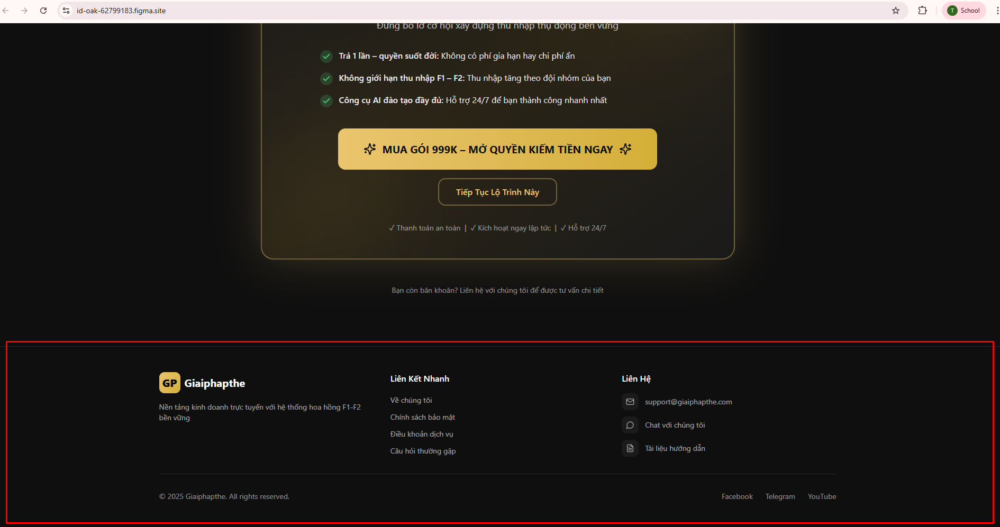 id-oak-62799183.figma.site
T School
Đừng bỏ lỡ cơ hội xây dựng thu nhập thụ động bền vững
Trả 1 lần – quyền suốt đời: Không có phí gia hạn hay chi phí ẩn
Không giới hạn thu nhập F1 – F2: Thu nhập tăng theo đội nhóm của bạn
Công cụ AI đào tạo đầy đủ: Hỗ trợ 24/7 để bạn thành công nhanh nhất
MUA GÓI 999K – MỞ QUYỀN KIẾM TIỀN NGAY
Tiếp Tục Lộ Trình Này
✓ Thanh toán an toàn | ✓ Kích hoạt ngay lập tức | ✓ Hỗ trợ 24/7
Bạn còn băn khoăn? Liên hệ với chúng tôi để được tư vấn chi tiết
GP Giaiphapthe
Nền tảng kinh doanh trực tuyến với hệ thống hoa hồng F1-F2
bền vững
Liên Kết Nhanh
Về chúng tôi
Chính sách bảo mật
Điều khoản dịch vụ
Câu hỏi thường gặp
Liên Hệ
support@giaiphapthe.com
Chat với chúng tôi
Tài liệu hướng dẫn
© 2025 Giaiphapthe. All rights reserved.
Facebook Telegram YouTube